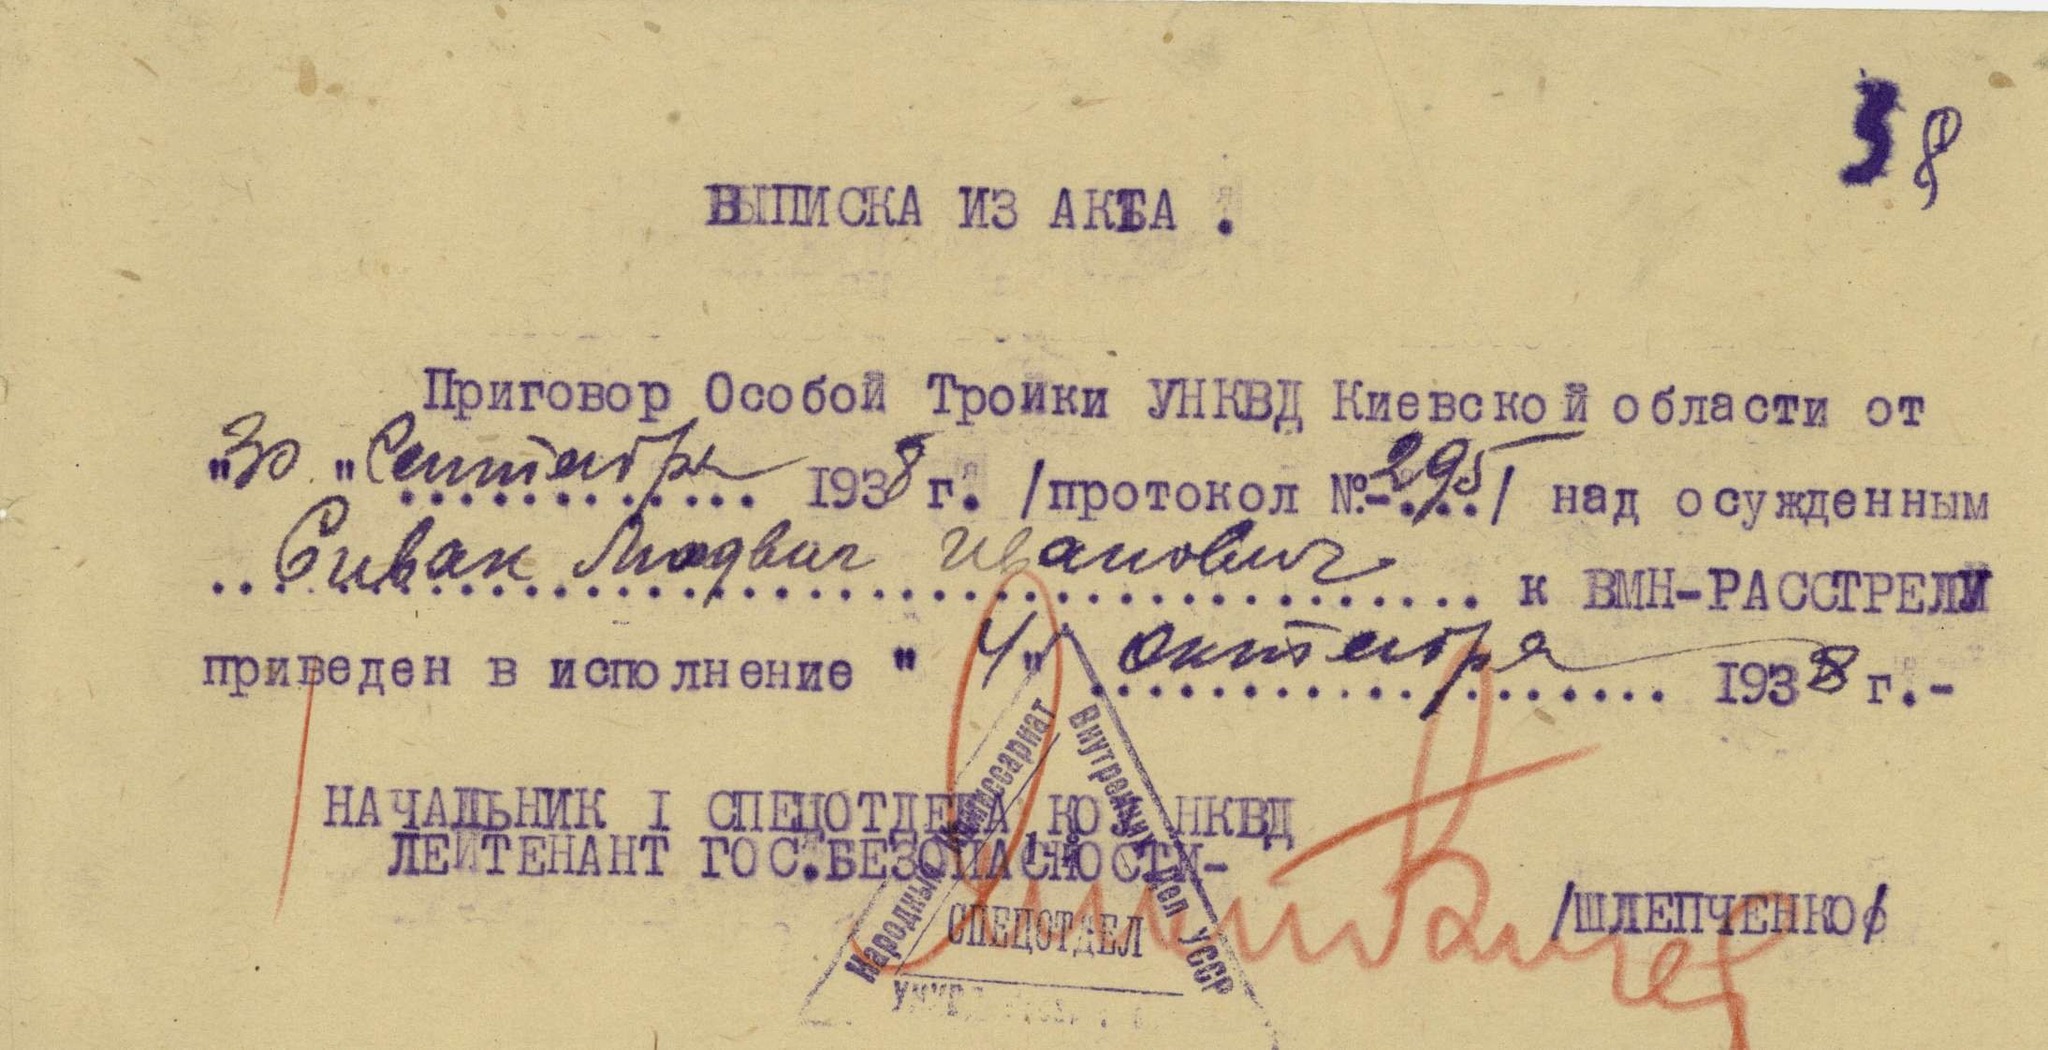 38
ВЫПИСКА ИЗ АКТА .
Приговор Особой Тройки УНКВД Киевской области от
"30" Сентября 1938 г. /протокол №-295/ над осужденным
Сивак Людвиг Иванович к ВМН-РАССТРЕЛУ
приведен в исполнение "4" октября 1938 г.-
НАЧАЛЬНИК I СПЕЦОТДЕЛА КОУ НКВД
ЛЕЙТЕНАНТ ГОС.БЕЗОПАСНОСТИ-
/ШЛЕПЧЕНКО/
Народный Комиссариат
Внутренних Дел УССР
СПЕЦОТДЕЛ